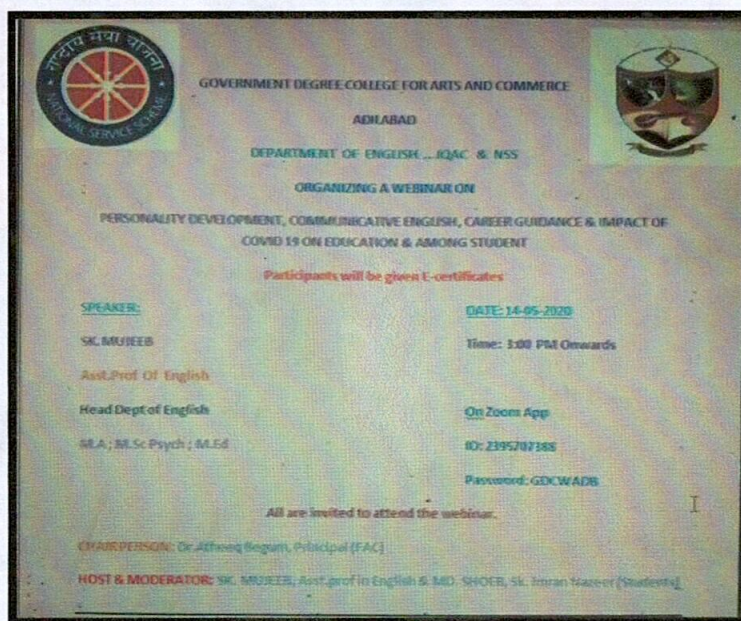 राष्ट्रीय सेवा योजना
NATIONAL SERVICE SCHEME
GOVERNMENT DEGREE COLLEGE FOR ARTS AND COMMERCE
ADILABAD
DEPARTMENT OF ENGLISH ... IQAC & NSS
ORGANIZING A WEBINAR ON
PERSONALITY DEVELOPMENT, COMMUNICATIVE ENGLISH, CAREER GUIDANCE & IMPACT OF
COVID 19 ON EDUCATION & AMONG STUDENT
Participants will be given E-certificates
SPEAKER:
DATE: 14-05-2020
SK. MUJEEB
Time: 3:00 PM Onwards
Asst.Prof Of English
Head Dept of English
On Zoom App
M.A ; M.Sc Psych ; M.Ed
ID: 2395707388
Password: GDCWADB
All are invited to attend the webinar.
CHAIRPERSON: Dr.Atheeq Begum, Principal (FAC)
HOST & MODERATOR: SK. MUJEEB, Asst.prof in English & MD. SHOEB, Sk. Imran Nazeer (Students)